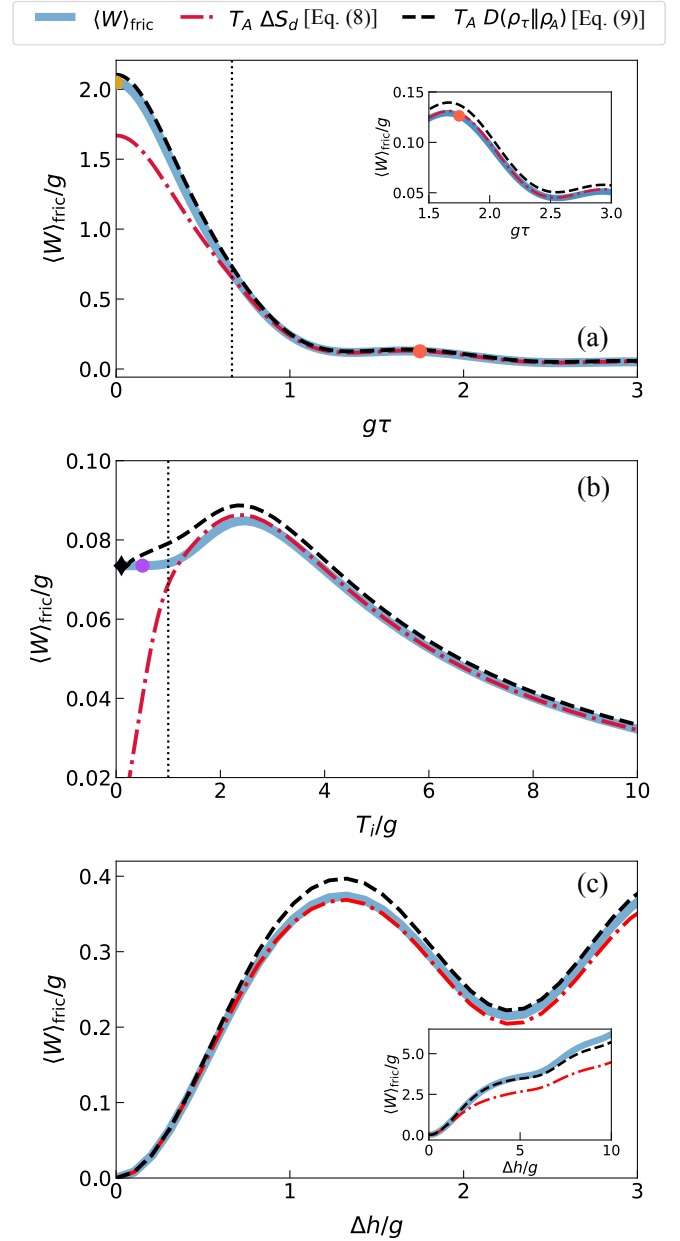 ⟨W⟩fric T_A ΔS_d [Eq. (8)] T_A D(ρ_τ‖ρ_A) [Eq. (9)]
2.0
1.5
1.0
0.5
0.0
⟨W⟩fric/g
0 1 2 3
gτ
(a)
0.15
0.10
0.05
⟨W⟩fric/g
1.5 2.0 2.5 3.0
gτ
0.10
0.08
0.06
0.04
0.02
⟨W⟩fric/g
0 2 4 6 8 10
T_i/g
(b)
0.4
0.3
0.2
0.1
0.0
⟨W⟩fric/g
0 1 2 3
Δh/g
(c)
5.0
2.5
0.0
⟨W⟩fric/g
0 5 10
Δh/g